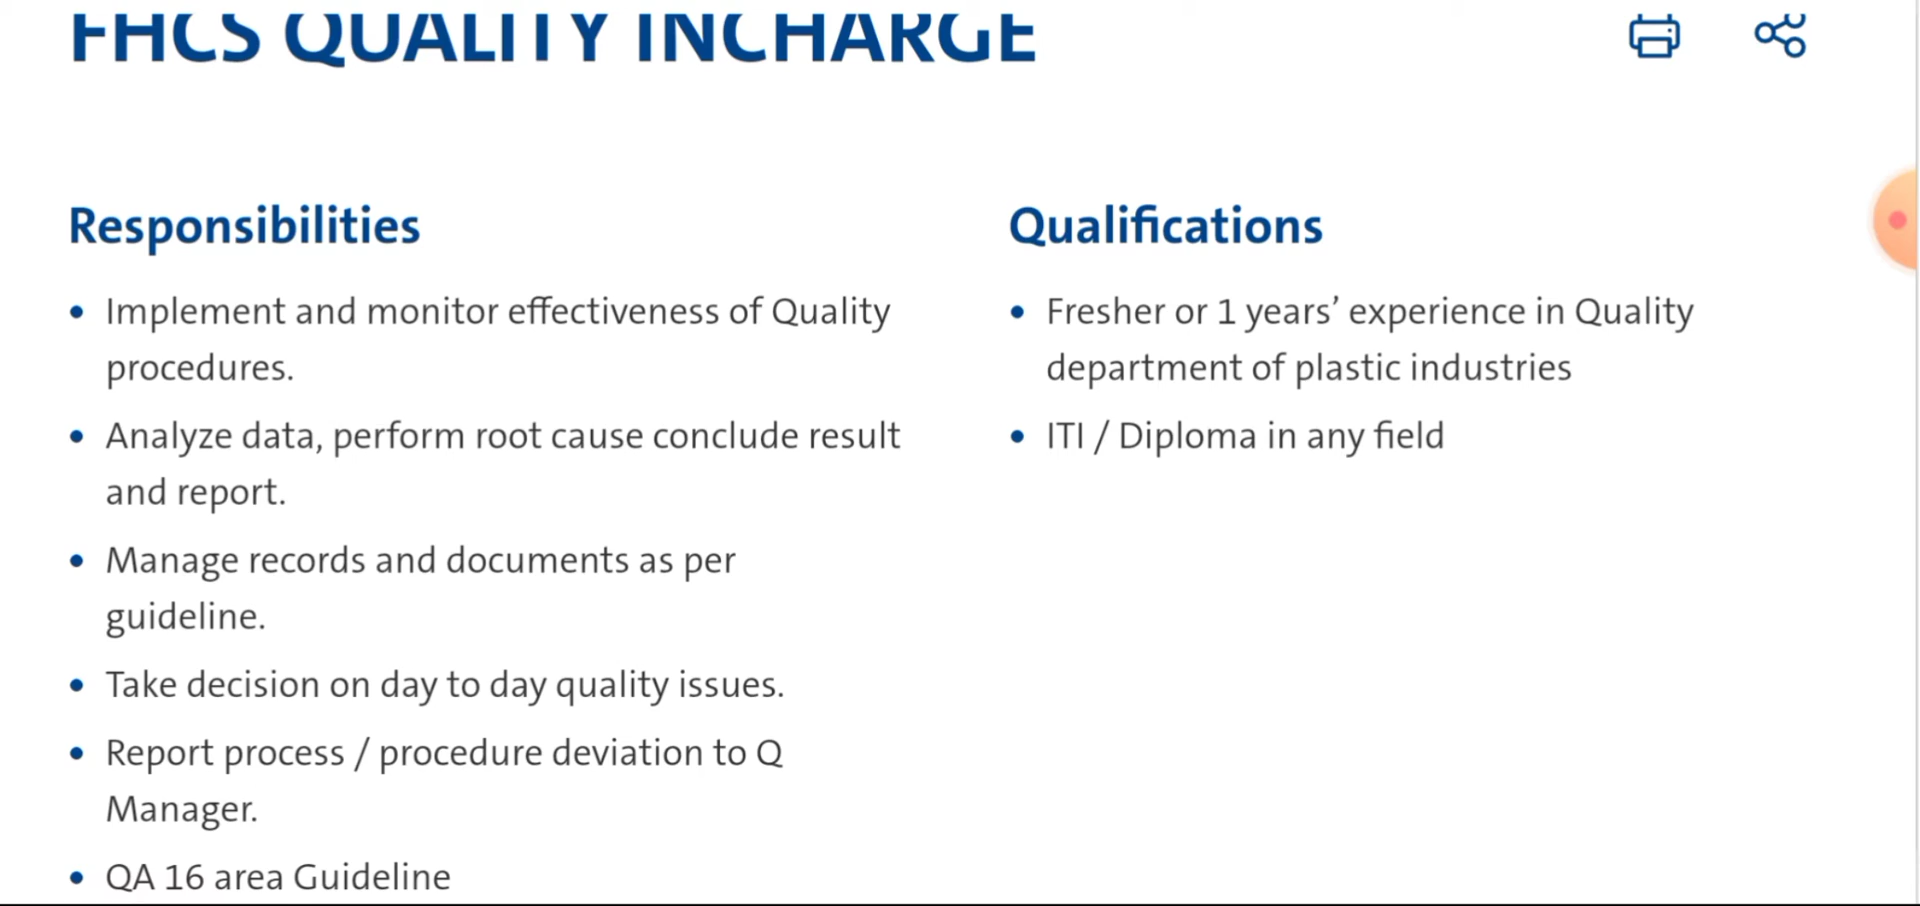 FHCS QUALITY INCHARGE
Responsibilities
• Implement and monitor effectiveness of Quality
procedures.
• Analyze data, perform root cause conclude result
and report.
• Manage records and documents as per
guideline.
• Take decision on day to day quality issues.
• Report process / procedure deviation to Q
Manager.
• QA 16 area Guideline
Qualifications
• Fresher or 1 years’ experience in Quality
department of plastic industries
• ITI / Diploma in any field